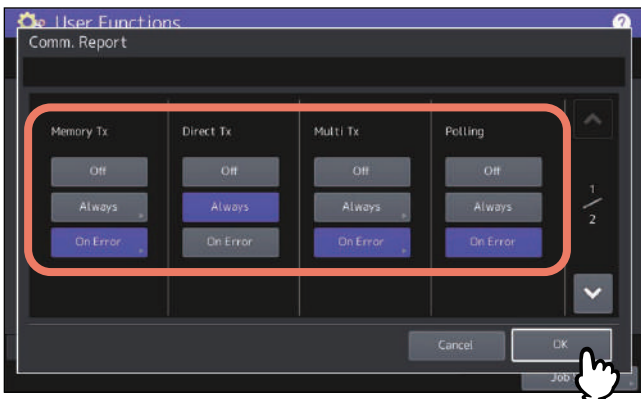 User Functions
?
Comm. Report
Memory Tx Direct Tx Multi Tx Polling
Off Off Off Off
Always Always Always Always
On Error On Error On Error On Error
1
2
Cancel OK
Job